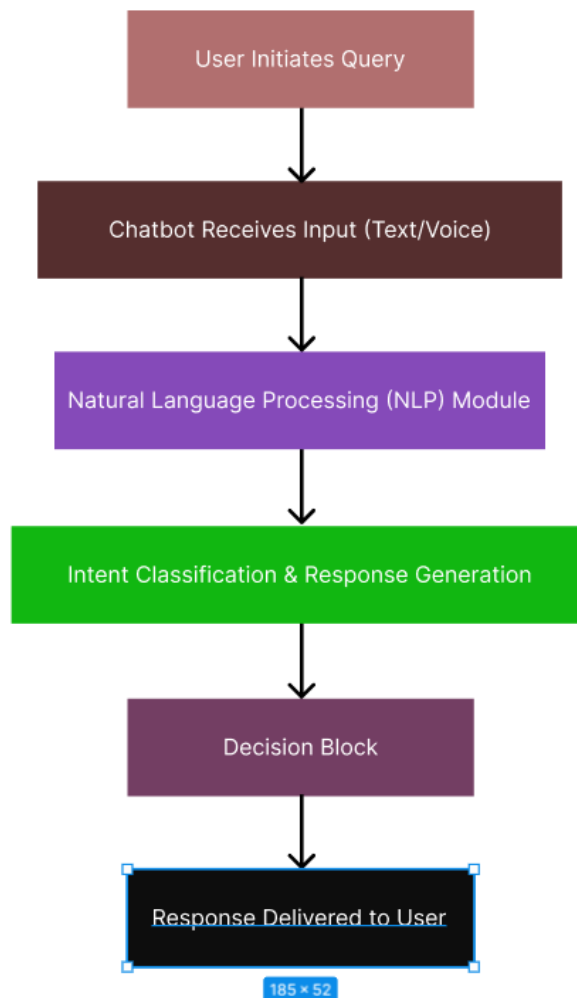 User Initiates Query
Chatbot Receives Input (Text/Voice)
Natural Language Processing (NLP) Module
Intent Classification & Response Generation
Decision Block
Response Delivered to User
185 × 52